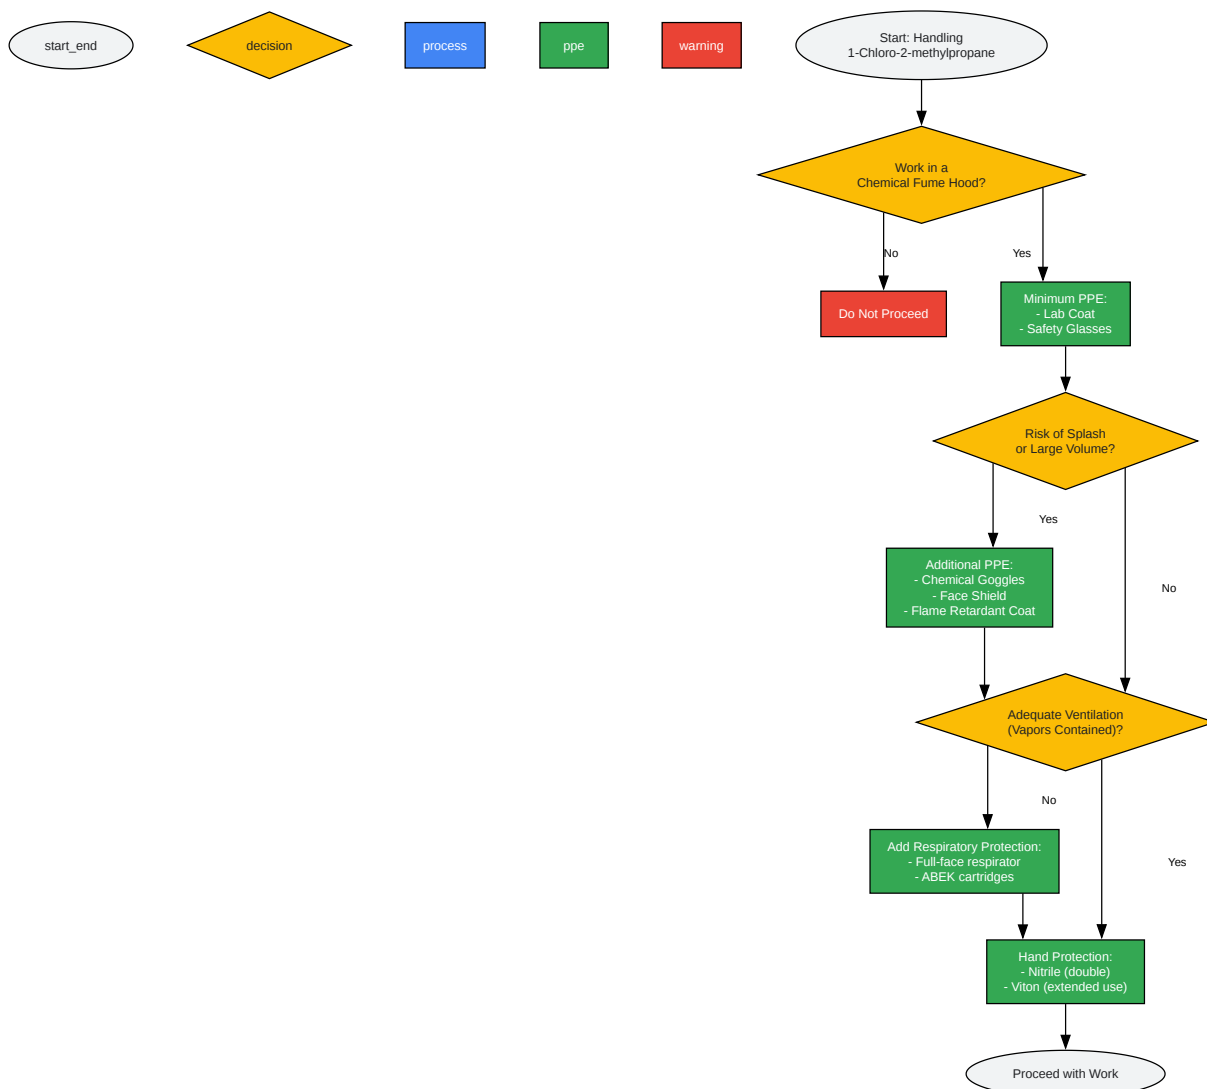 start_end
decision
process
ppe
warning
Start: Handling
1-Chloro-2-methylpropane
Work in a
Chemical Fume Hood?
No
Yes
Do Not Proceed
Minimum PPE:
- Lab Coat
- Safety Glasses
Risk of Splash
or Large Volume?
Yes
No
Additional PPE:
- Chemical Goggles
- Face Shield
- Flame Retardant Coat
Adequate Ventilation
(Vapors Contained)?
No
Yes
Add Respiratory Protection:
- Full-face respirator
- ABEK cartridges
Hand Protection:
- Nitrile (double)
- Viton (extended use)
Proceed with Work